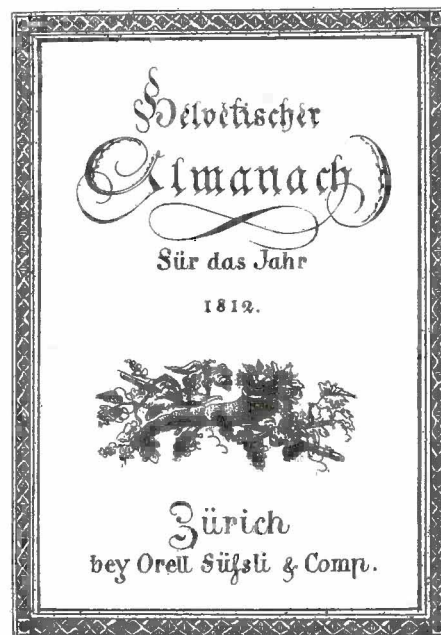 Helvetischer
Almanach
Für das Jahr
1812.
Zürich
bey Orell Füßli & Comp.